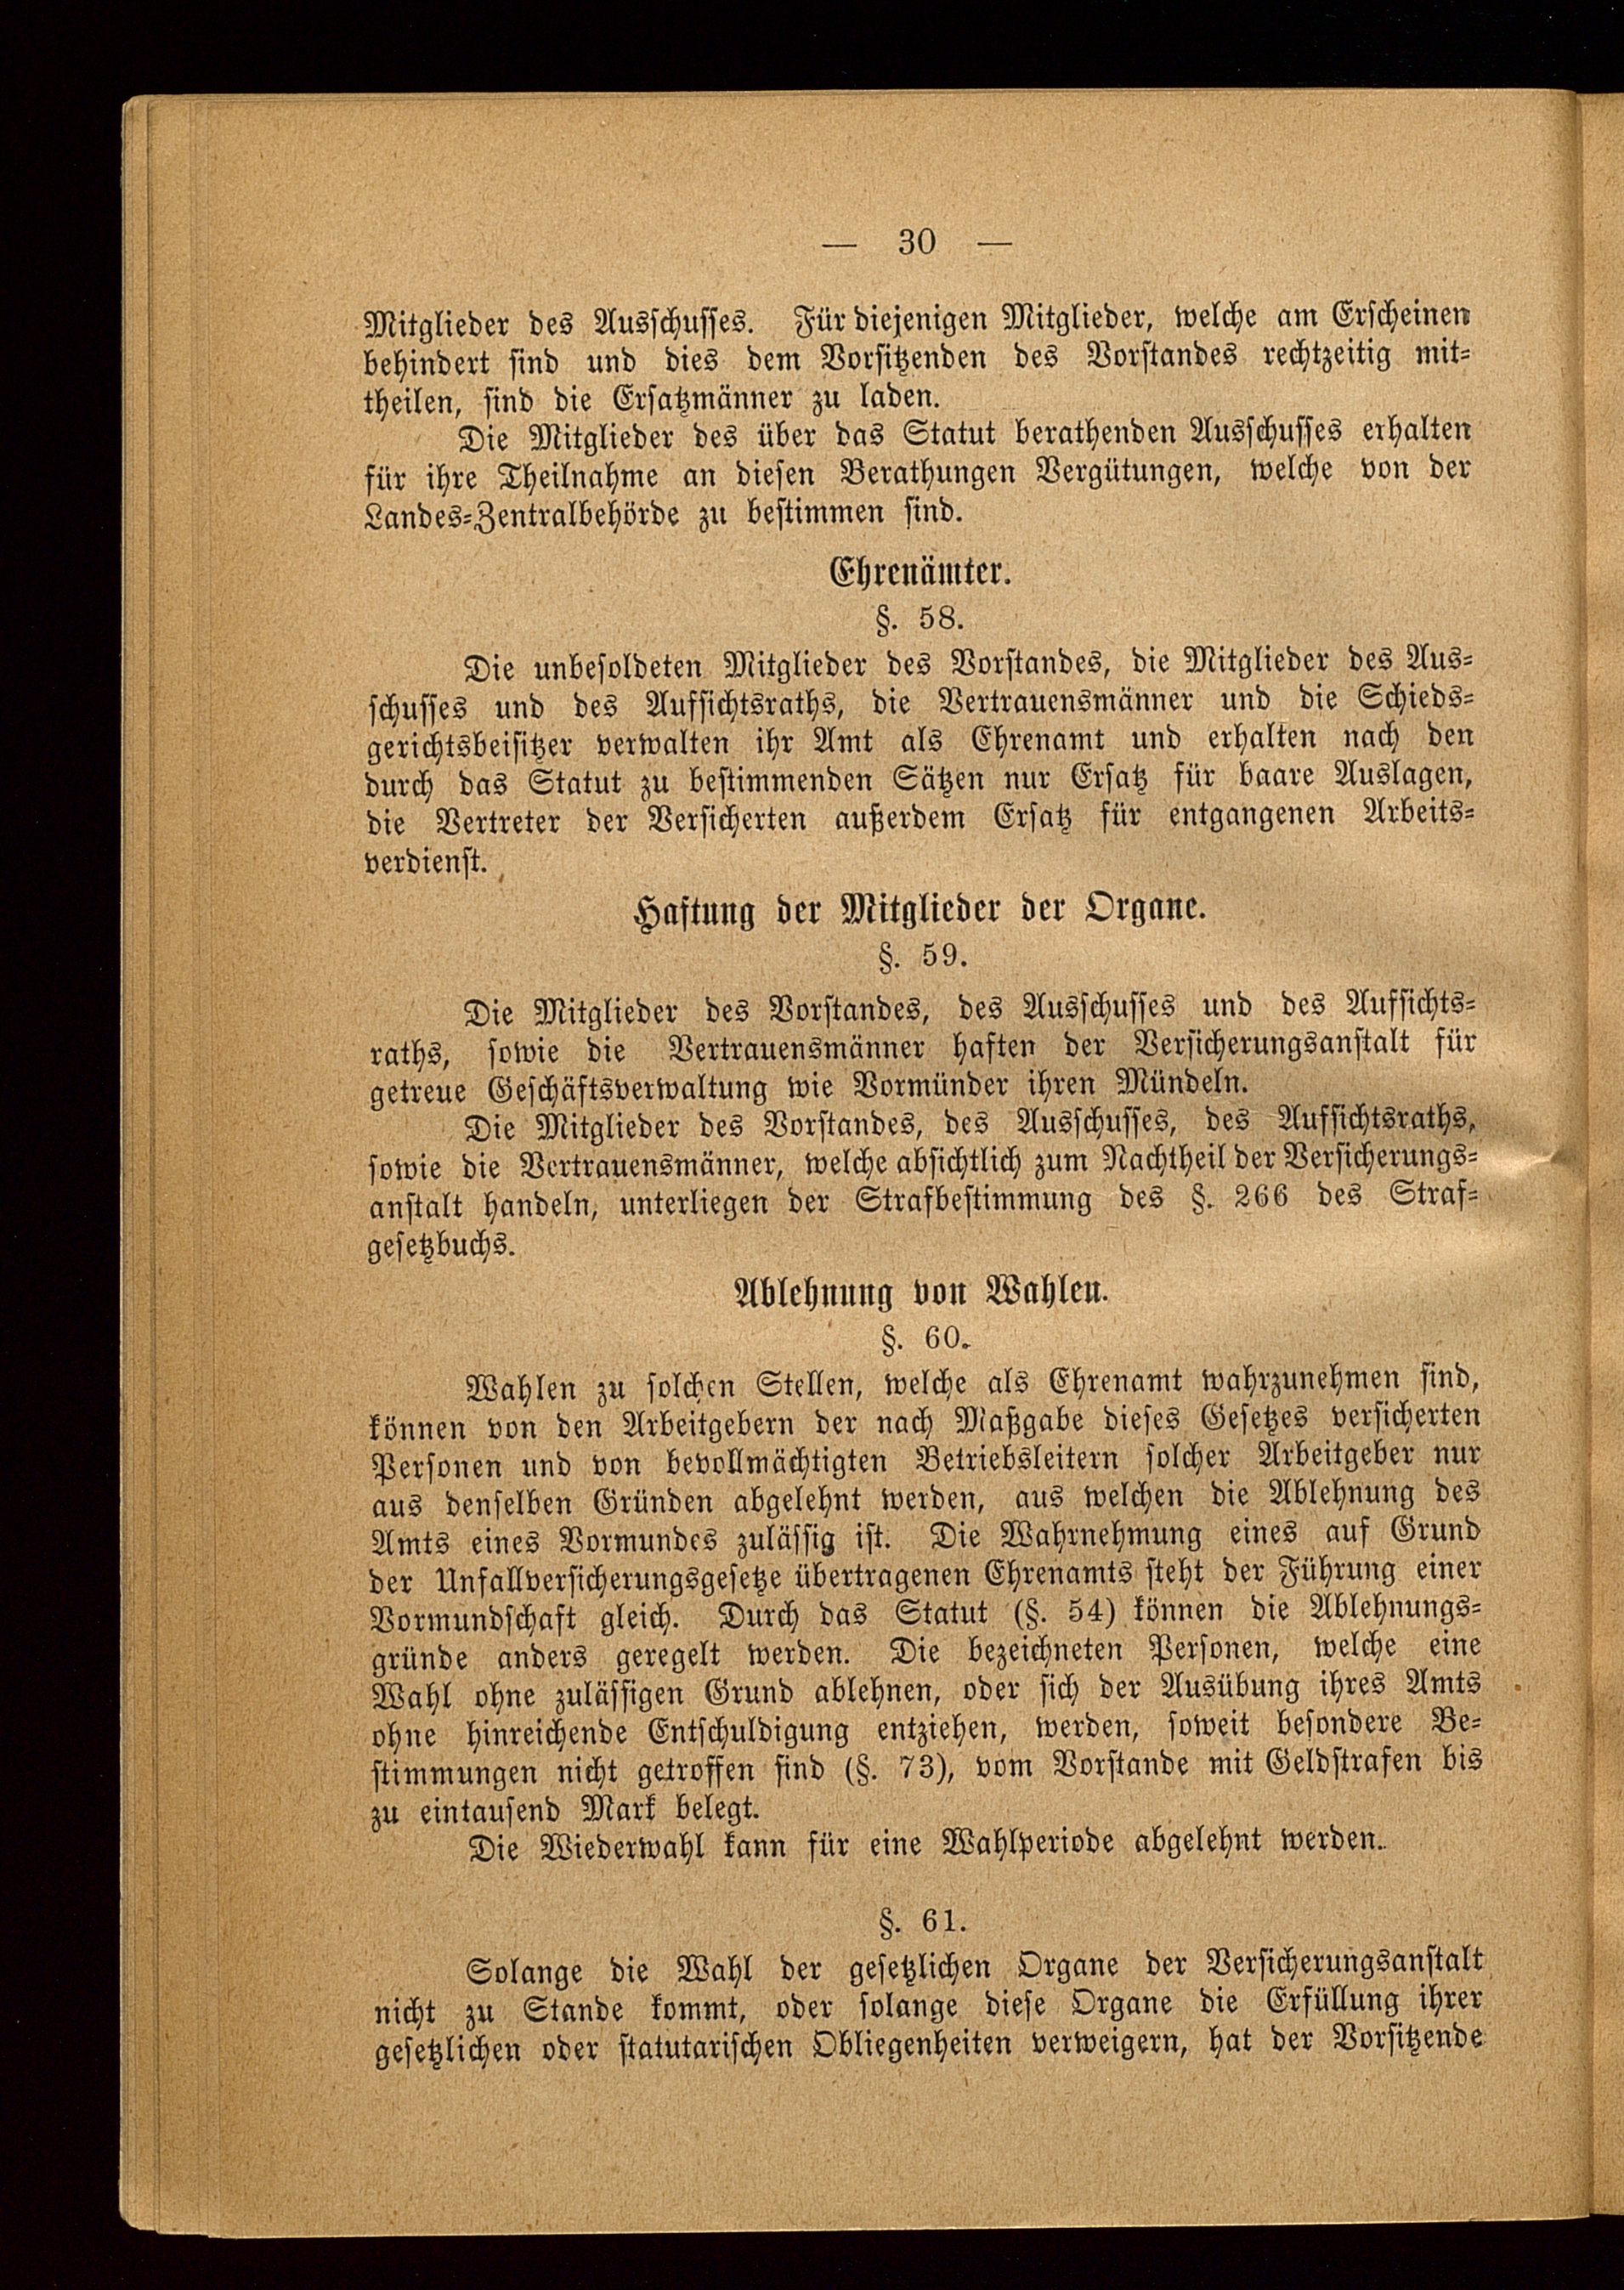 — 30 —
Mitglieder des Ausschusses. Für diejenigen Mitglieder, welche am Erscheinen
behindert sind und dies dem Vorsitzenden des Vorstandes rechtzeitig mit-
theilen, sind die Ersatzmänner zu laden.
Die Mitglieder des über das Statut berathenden Ausschusses erhalten
für ihre Theilnahme an diesen Berathungen Vergütungen, welche von der
Landes-Zentralbehörde zu bestimmen sind.
Ehrenämter.
§. 58.
Die unbesoldeten Mitglieder des Vorstandes, die Mitglieder des Aus-
schusses und des Aufsichtsraths, die Vertrauensmänner und die Schieds-
gerichtsbeisitzer verwalten ihr Amt als Ehrenamt und erhalten nach den
durch das Statut zu bestimmenden Sätzen nur Ersatz für baare Auslagen,
die Vertreter der Versicherten außerdem Ersatz für entgangenen Arbeits-
verdienst.
Haftung der Mitglieder der Organe.
§. 59.
Die Mitglieder des Vorstandes, des Ausschusses und des Aufsichts-
raths, sowie die Vertrauensmänner haften der Versicherungsanstalt für
getreue Geschäftsverwaltung wie Vormünder ihren Mündeln.
Die Mitglieder des Vorstandes, des Ausschusses, des Aufsichtsraths,
sowie die Vertrauensmänner, welche absichtlich zum Nachtheil der Versicherungs-
anstalt handeln, unterliegen der Strafbestimmung des §. 266 des Straf-
gesetzbuchs.
Ablehnung von Wahlen.
§. 60.
Wahlen zu solchen Stellen, welche als Ehrenamt wahrzunehmen sind,
können von den Arbeitgebern der nach Maßgabe dieses Gesetzes versicherten
Personen und von bevollmächtigten Betriebsleitern solcher Arbeitgeber nur
aus denselben Gründen abgelehnt werden, aus welchen die Ablehnung des
Amts eines Vormundes zulässig ist. Die Wahrnehmung eines auf Grund
der Unfallversicherungsgesetze übertragenen Ehrenamts steht der Führung einer
Vormundschaft gleich. Durch das Statut (§. 54) können die Ablehnungs-
gründe anders geregelt werden. Die bezeichneten Personen, welche eine
Wahl ohne zulässigen Grund ablehnen, oder sich der Ausübung ihres Amts
ohne hinreichende Entschuldigung entziehen, werden, soweit besondere Be-
stimmungen nicht getroffen sind (§. 73), vom Vorstande mit Geldstrafen bis
zu eintausend Mark belegt.
Die Wiederwahl kann für eine Wahlperiode abgelehnt werden.
§. 61.
Solange die Wahl der gesetzlichen Organe der Versicherungsanstalt
nicht zu Stande kommt, oder solange diese Organe die Erfüllung ihrer
gesetzlichen oder statutarischen Obliegenheiten verweigern, hat der Vorsitzende